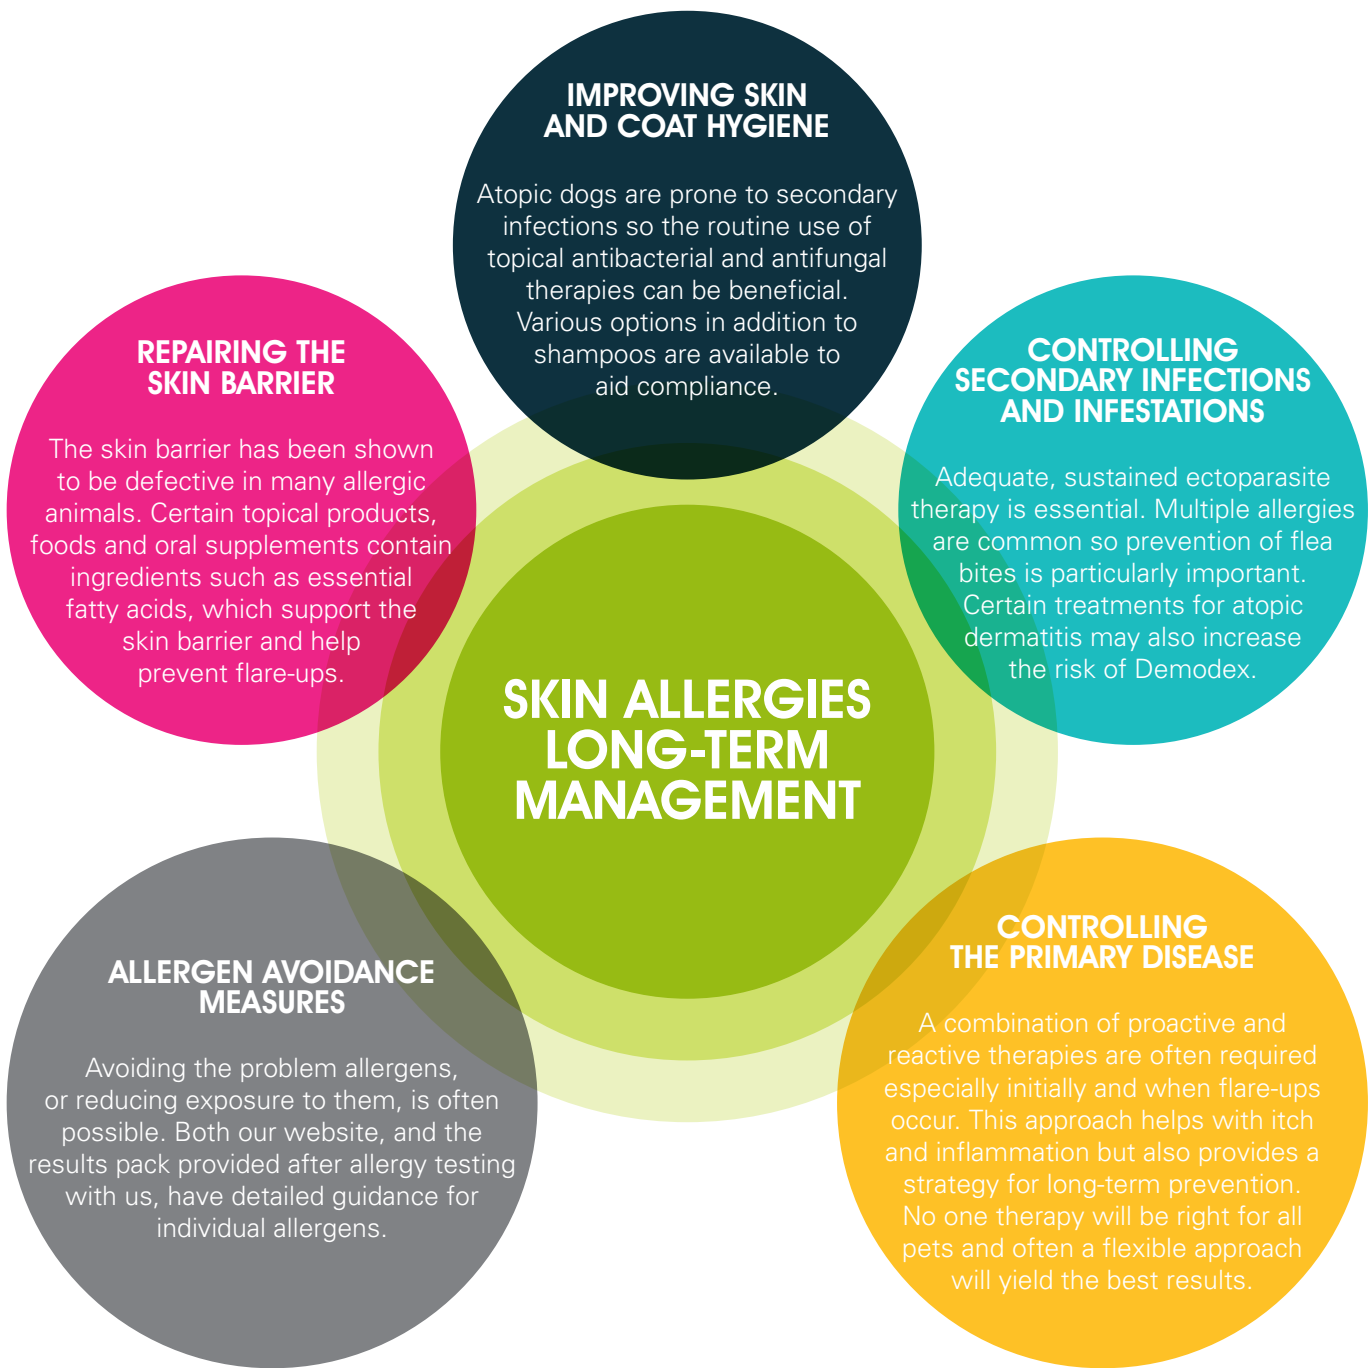 IMPROVING SKIN
AND COAT HYGIENE
Atopic dogs are prone to secondary
infections so the routine use of
topical antibacterial and antifungal
therapies can be beneficial.
Various options in addition to
shampoos are available to
aid compliance.
REPAIRING THE
SKIN BARRIER
The skin barrier has been shown
to be defective in many allergic
animals. Certain topical products,
foods and oral supplements contain
ingredients such as essential
fatty acids, which support the
skin barrier and help
prevent flare-ups.
CONTROLLING
SECONDARY INFECTIONS
AND INFESTATIONS
Adequate, sustained ectoparasite
therapy is essential. Multiple allergies
are common so prevention of flea
bites is particularly important.
Certain treatments for atopic
dermatitis may also increase
the risk of Demodex.
SKIN ALLERGIES
LONG-TERM
MANAGEMENT
ALLERGEN AVOIDANCE
MEASURES
Avoiding the problem allergens,
or reducing exposure to them, is often
possible. Both our website, and the
results pack provided after allergy testing
with us, have detailed guidance for
individual allergens.
CONTROLLING
THE PRIMARY DISEASE
A combination of proactive and
reactive therapies are often required
especially initially and when flare-ups
occur. This approach helps with itch
and inflammation but also provides a
strategy for long-term prevention.
No one therapy will be right for all
pets and often a flexible approach
will yield the best results.